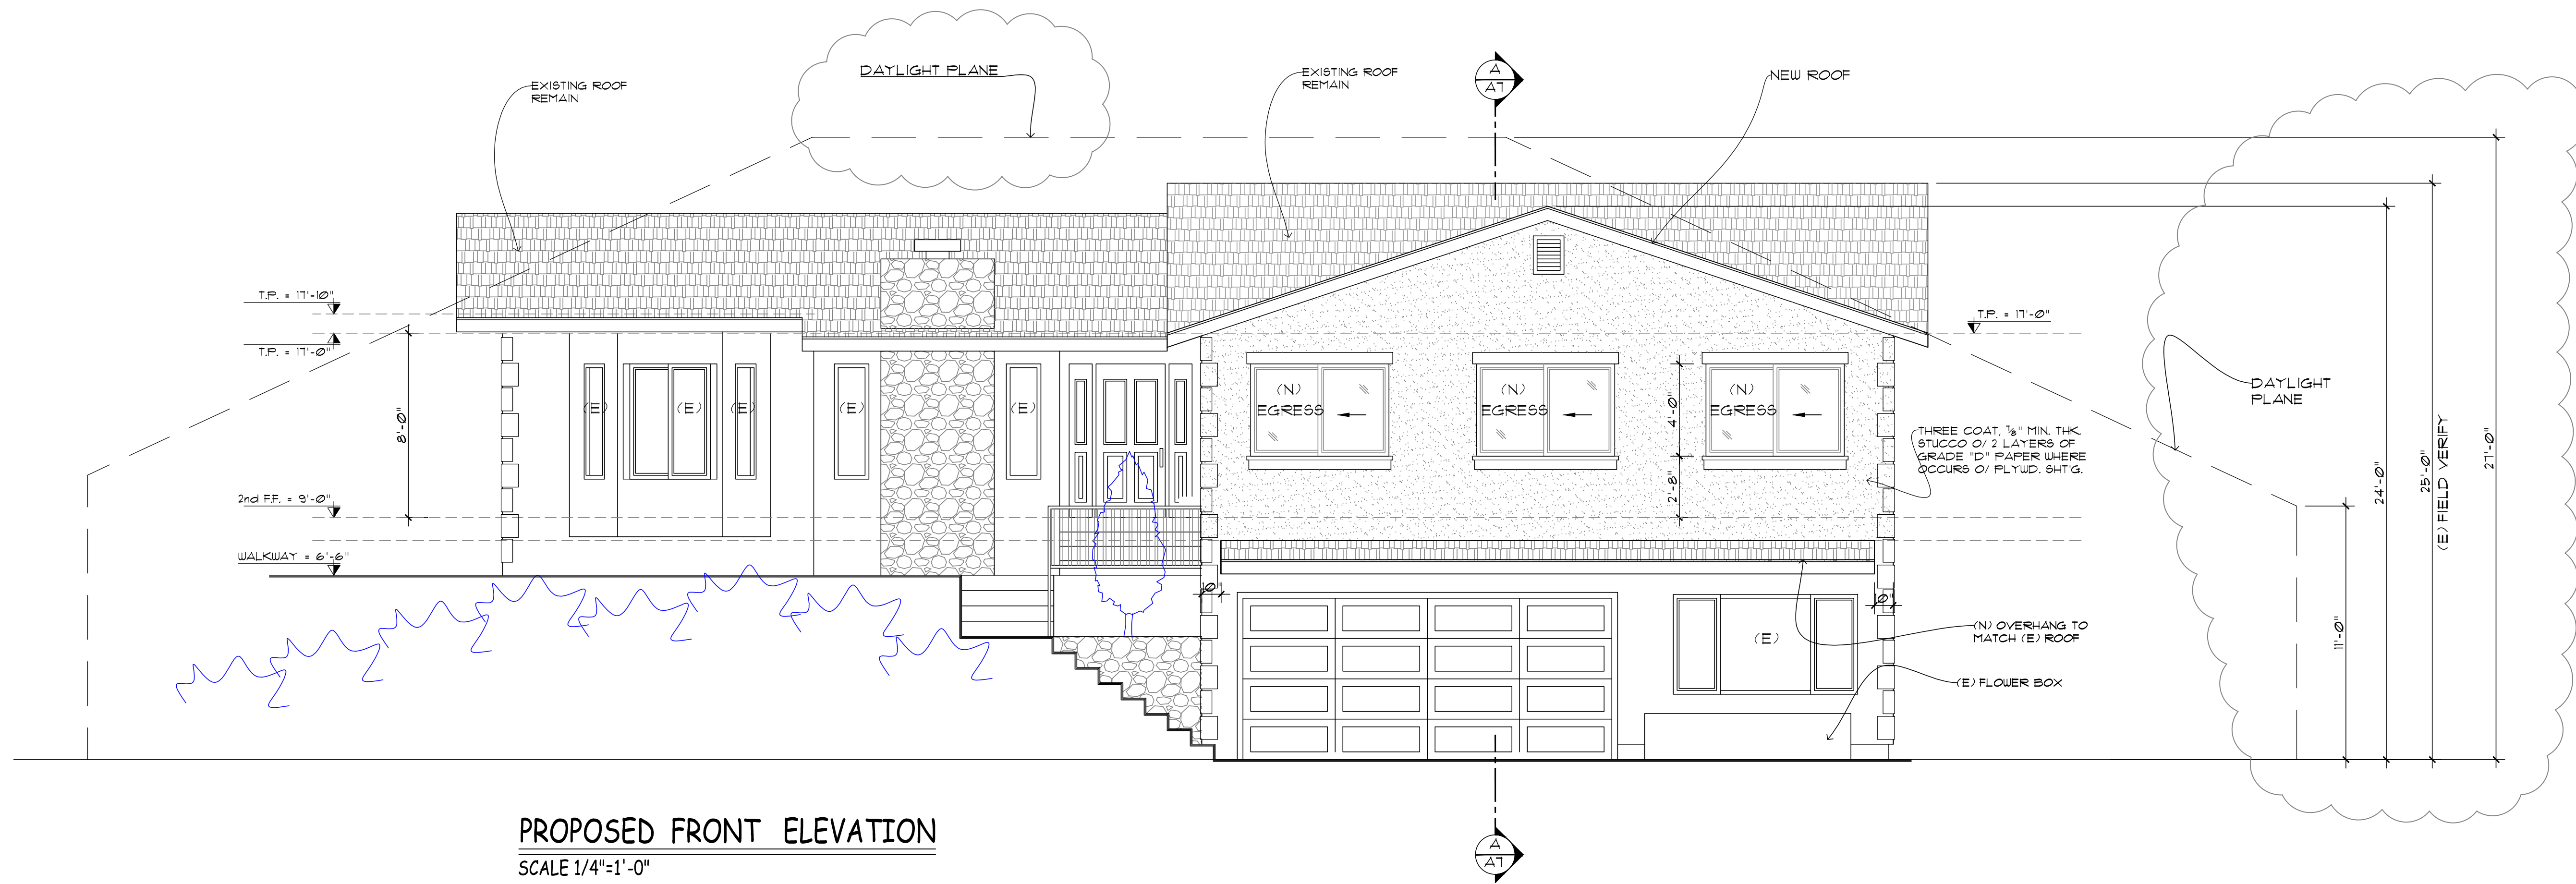 DAYLIGHT PLANE
EXISTING ROOF
REMAIN
EXISTING ROOF
REMAIN
A
A7
NEW ROOF
T.P. = 17'-10"
T.P. = 17'-0"
T.P. = 17'-0"
8'-0"
2nd F.F. = 9'-0"
WALKWAY = 6'-6"
(E)
(E)
(E)
(E)
(E)
(N)
EGRESS
(N)
EGRESS
(N)
EGRESS
4'-0"
2'-8"
DAYLIGHT
PLANE
THREE COAT, 7/8" MIN. THK.
STUCCO O/ 2 LAYERS OF
GRADE "D" PAPER WHERE
OCCURS O/ PLYWD. SHT'G.
24'-0"
25'-0"
(E) FIELD VERIFY
27'-0"
11'-0"
10"
10"
(N) OVERHANG TO
MATCH (E) ROOF
(E)
(E) FLOWER BOX
PROPOSED FRONT ELEVATION
SCALE 1/4"=1'-0"
A
A7